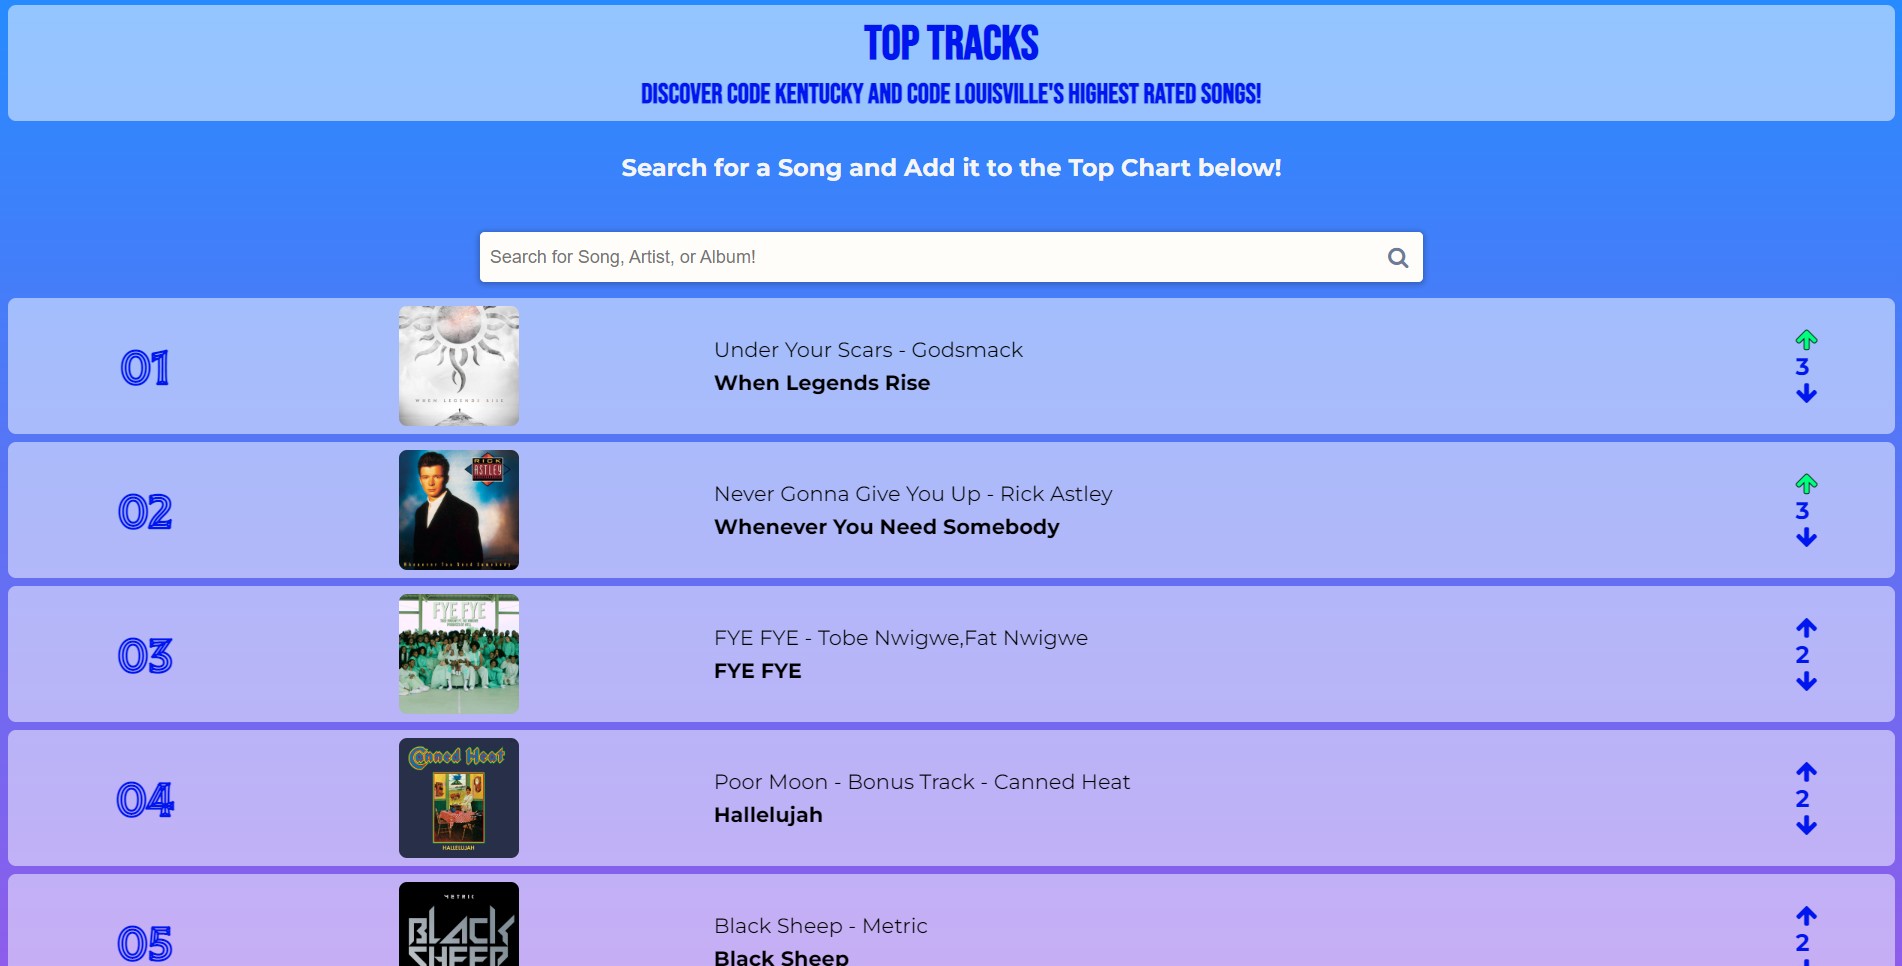 TOP TRACKS
DISCOVER CODE KENTUCKY AND CODE LOUISVILLE'S HIGHEST RATED SONGS!
Search for a Song and Add it to the Top Chart below!
Search for Song, Artist, or Album!
01
WHEN LEGENDS RISE
Under Your Scars - Godsmack
When Legends Rise
3
02
RICK
ASTLEY
Whenever You Need Somebody
Never Gonna Give You Up - Rick Astley
Whenever You Need Somebody
3
03
FYE FYE
FYE FYE - Tobe Nwigwe,Fat Nwigwe
FYE FYE
2
04
Canned Heat
HALLELUJAH
Poor Moon - Bonus Track - Canned Heat
Hallelujah
2
05
METRIC
BLACK
SHEEP
Black Sheep - Metric
Black Sheep
2